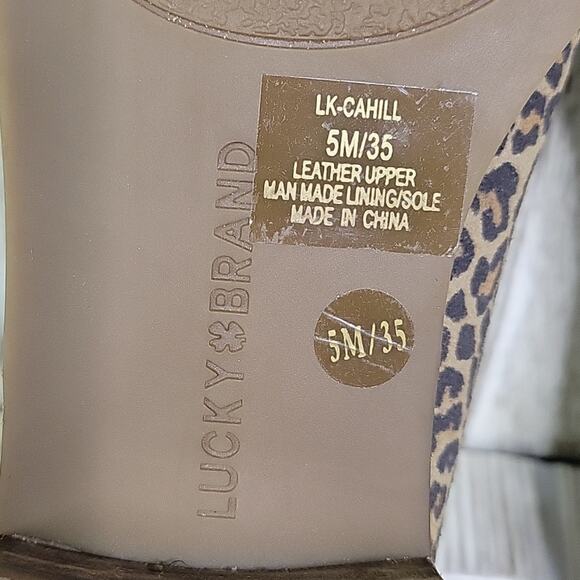 LK-CAHILL
5M/35
LEATHER UPPER
MAN MADE LINING/SOLE
MADE IN CHINA
5M/35
LUCKY BRAND